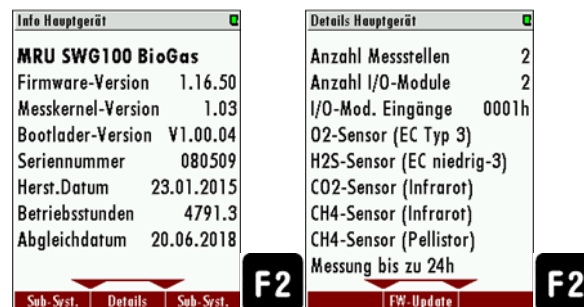 Info Hauptgerät
MRU SWG100 BioGas
Firmware-Version 1.16.50
Messkernel-Version 1.03
Bootlader-Version V1.00.04
Seriennummer 080509
Herst.Datum 23.01.2015
Betriebsstunden 4791.3
Abgleichdatum 20.06.2018
Sub-Syst. Details Sub-Syst.
F2
Details Hauptgerät
Anzahl Messstellen 2
Anzahl I/O-Module 2
I/O-Mod. Eingänge 0001h
O2-Sensor (EC Typ 3)
H2S-Sensor (EC niedrig-3)
CO2-Sensor (Infrarot)
CH4-Sensor (Infrarot)
CH4-Sensor (Pellistor)
Messung bis zu 24h
FW-Update
F2